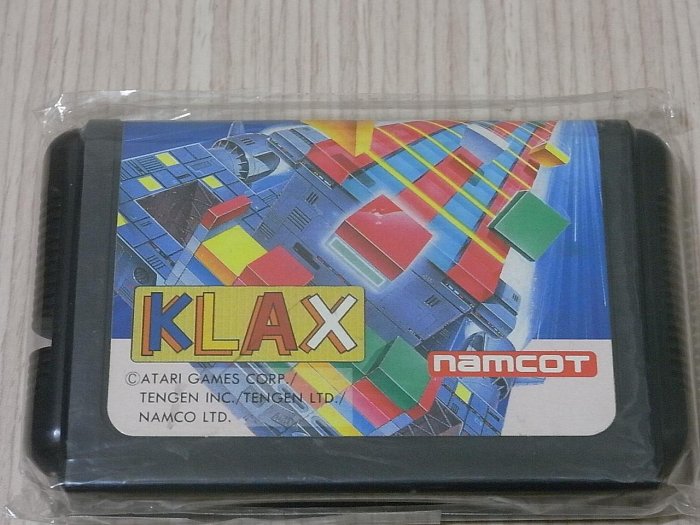 KLAX
namcot
©ATARI GAMES CORP./
TENGEN INC./TENGEN LTD./
NAMCO LTD.